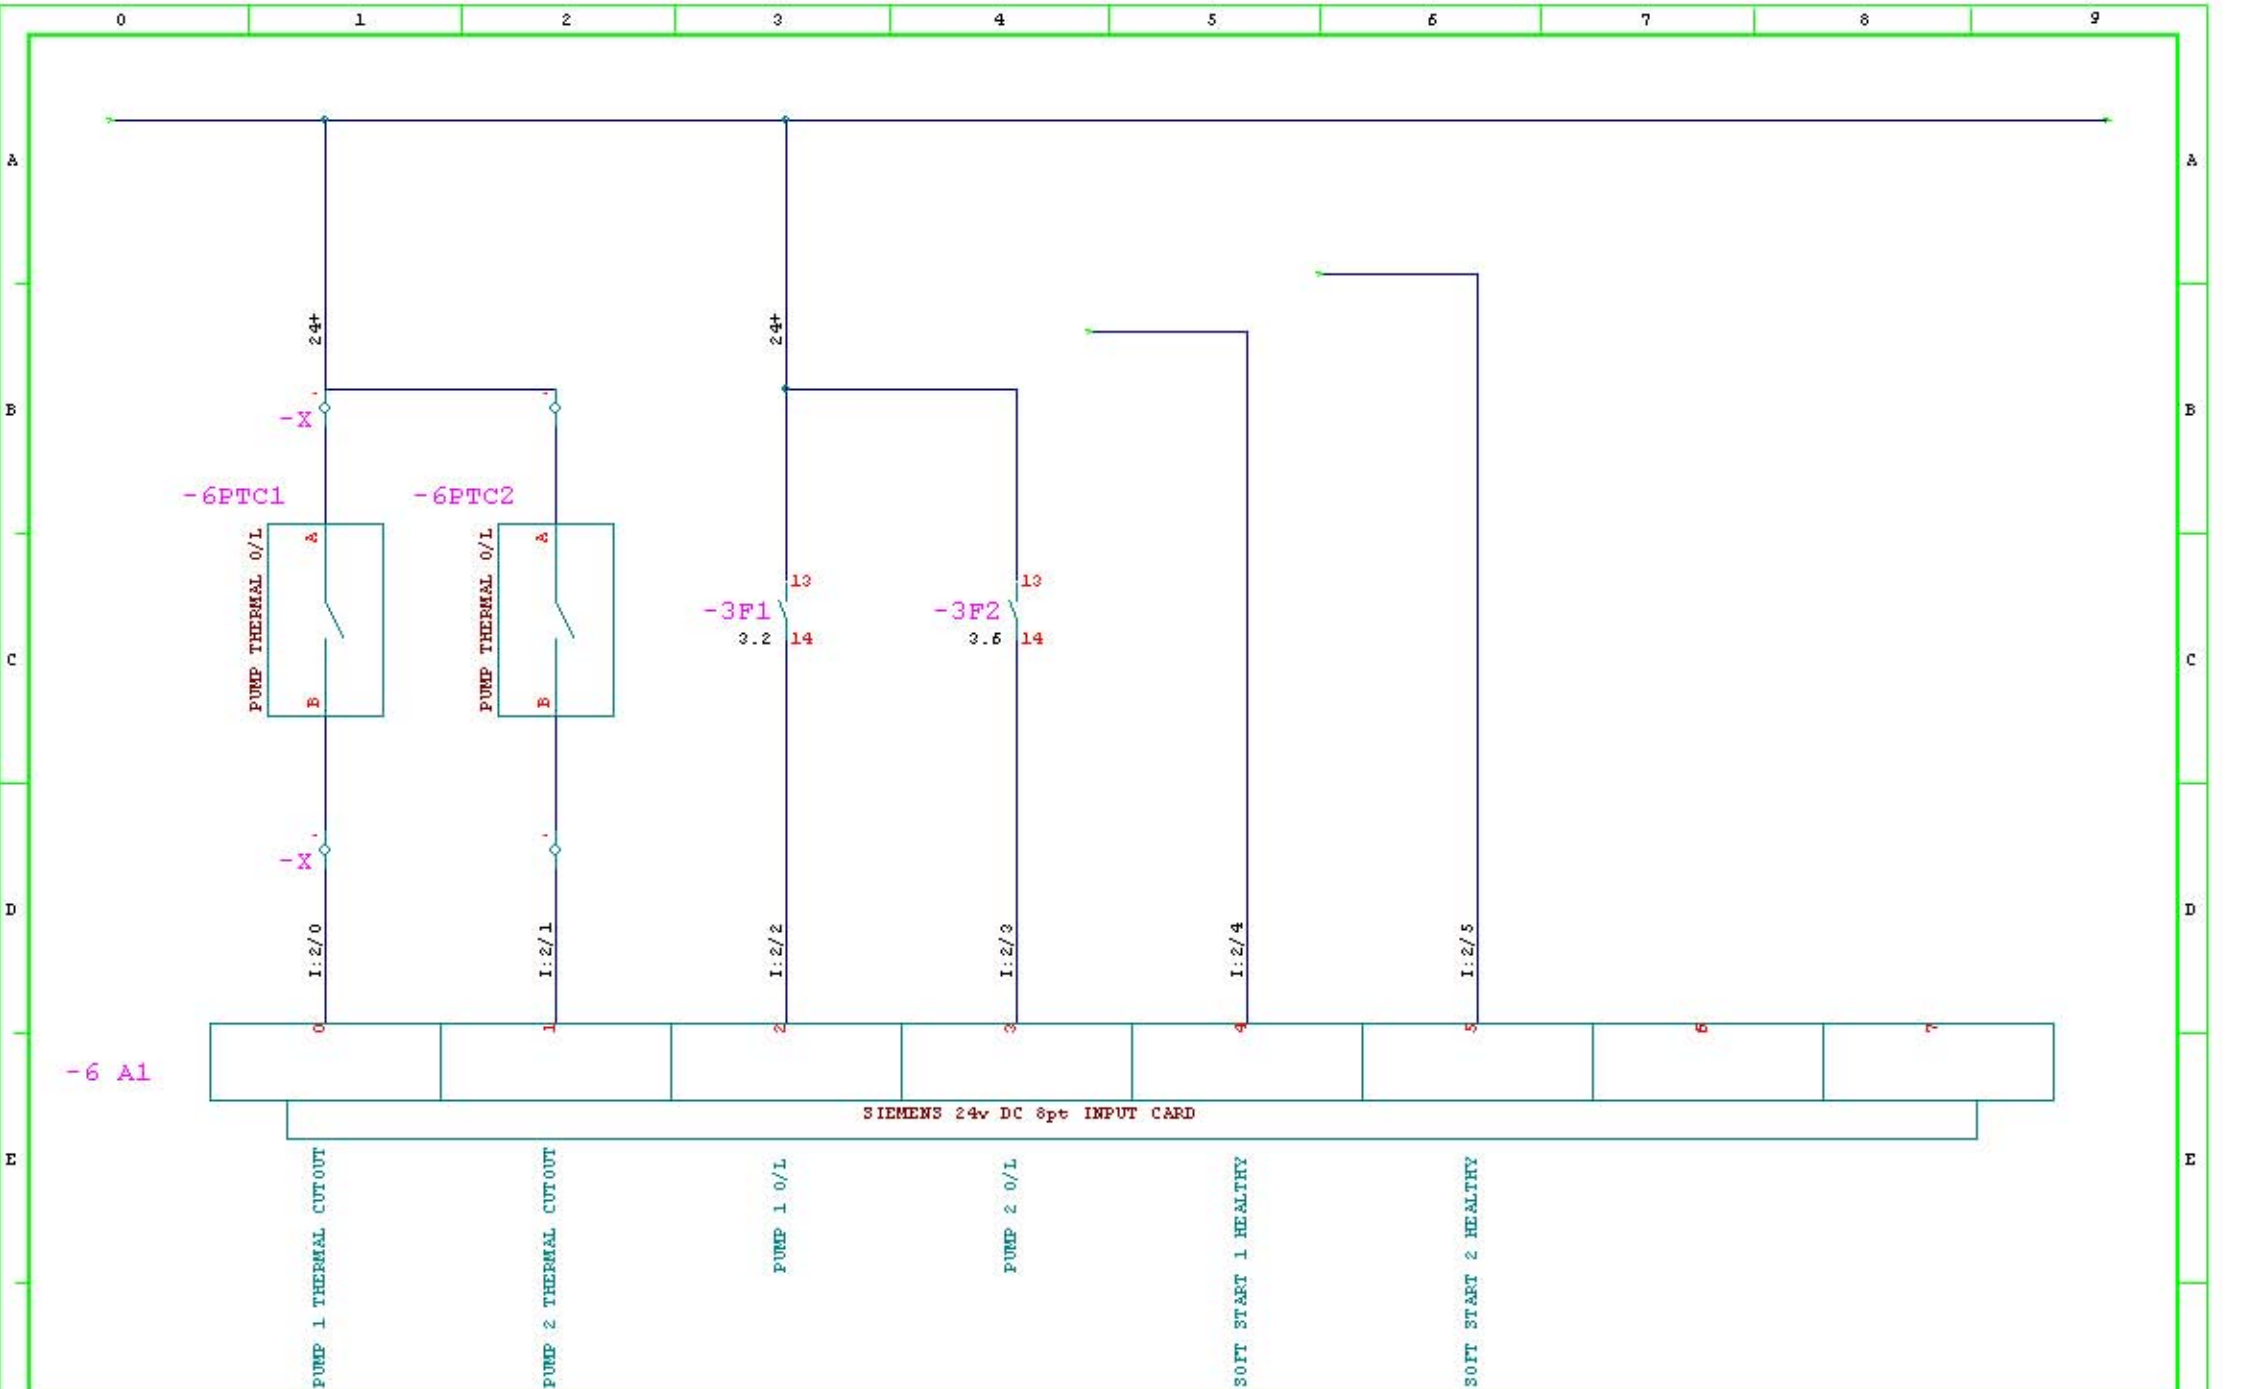 0 1 2 3 4 5 6 7 8 9
A A
24+ 24+
B B
-X
-6PTC1 -6PTC2
PUMP THERMAL O/L
A
B
PUMP THERMAL O/L
A
B
13 13
-3F1 -3F2
3.2 14 3.6 14
C C
-X
D D
I:2/0 I:2/1 I:2/2 I:2/3 I:2/4 I:2/5
0 1 2 3 4 5 6 7
-6 A1
SIEMENS 24v DC 8pt INPUT CARD
E E
PUMP 1 THERMAL CUTOUT
PUMP 2 THERMAL CUTOUT
PUMP 1 O/L
PUMP 2 O/L
SOFT START 1 HEALTHY
SOFT START 2 HEALTHY